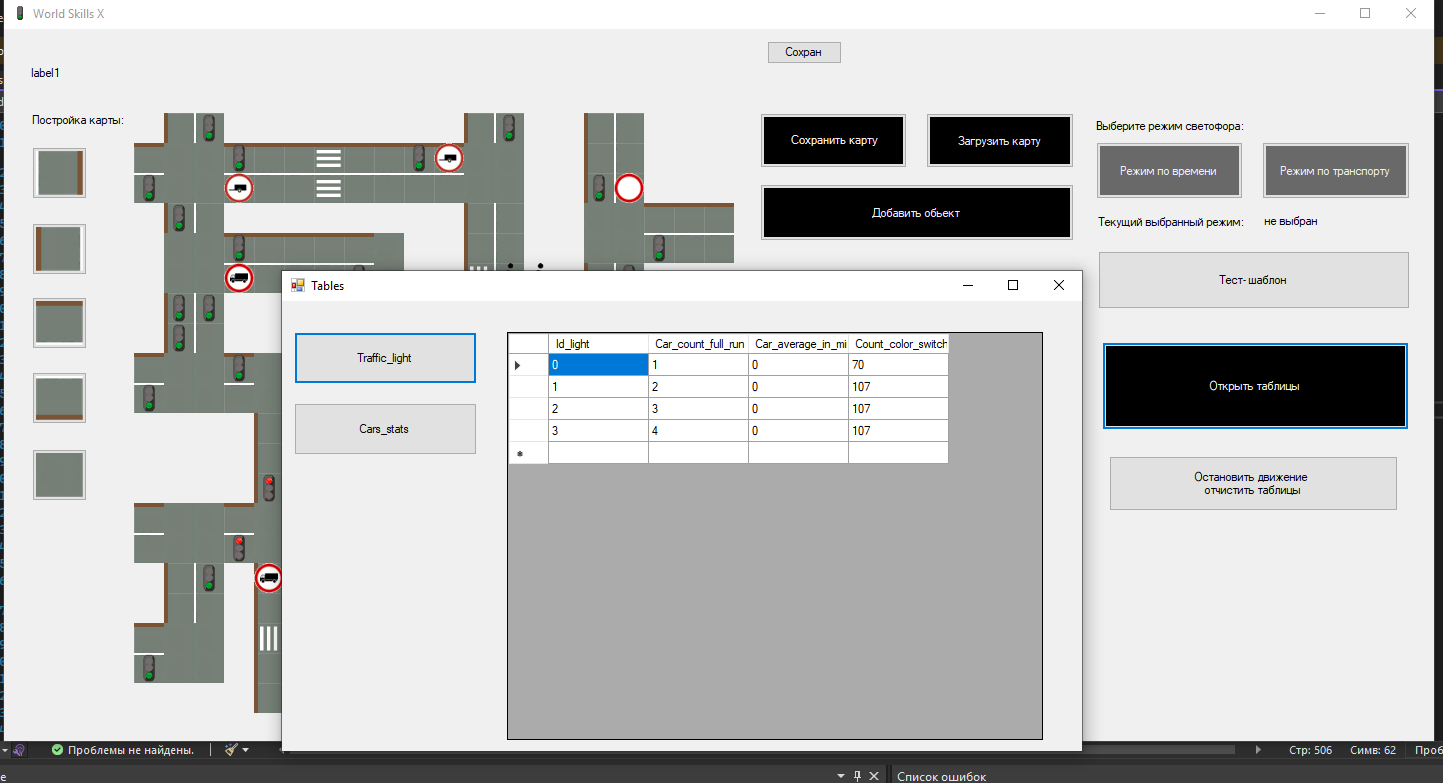 World Skills X
Сохран
label1
Постройка карты:
Сохранить карту
Загрузить карту
Добавить обьект
Выберите режим светофора:
Режим по времени
Режим по транспорту
Текущий выбранный режим:
не выбран
Тест-шаблон
Открыть таблицы
Остановить движение
отчистить таблицы
Tables
Traffic_light
Cars_stats
Id_light Car_count_full_run Car_average_in_mi Count_color_switch
0 1 0 70
1 2 0 107
2 3 0 107
3 4 0 107
Проблемы не найдены.
Стр: 506 Симв: 62 Проб
Список ошибок